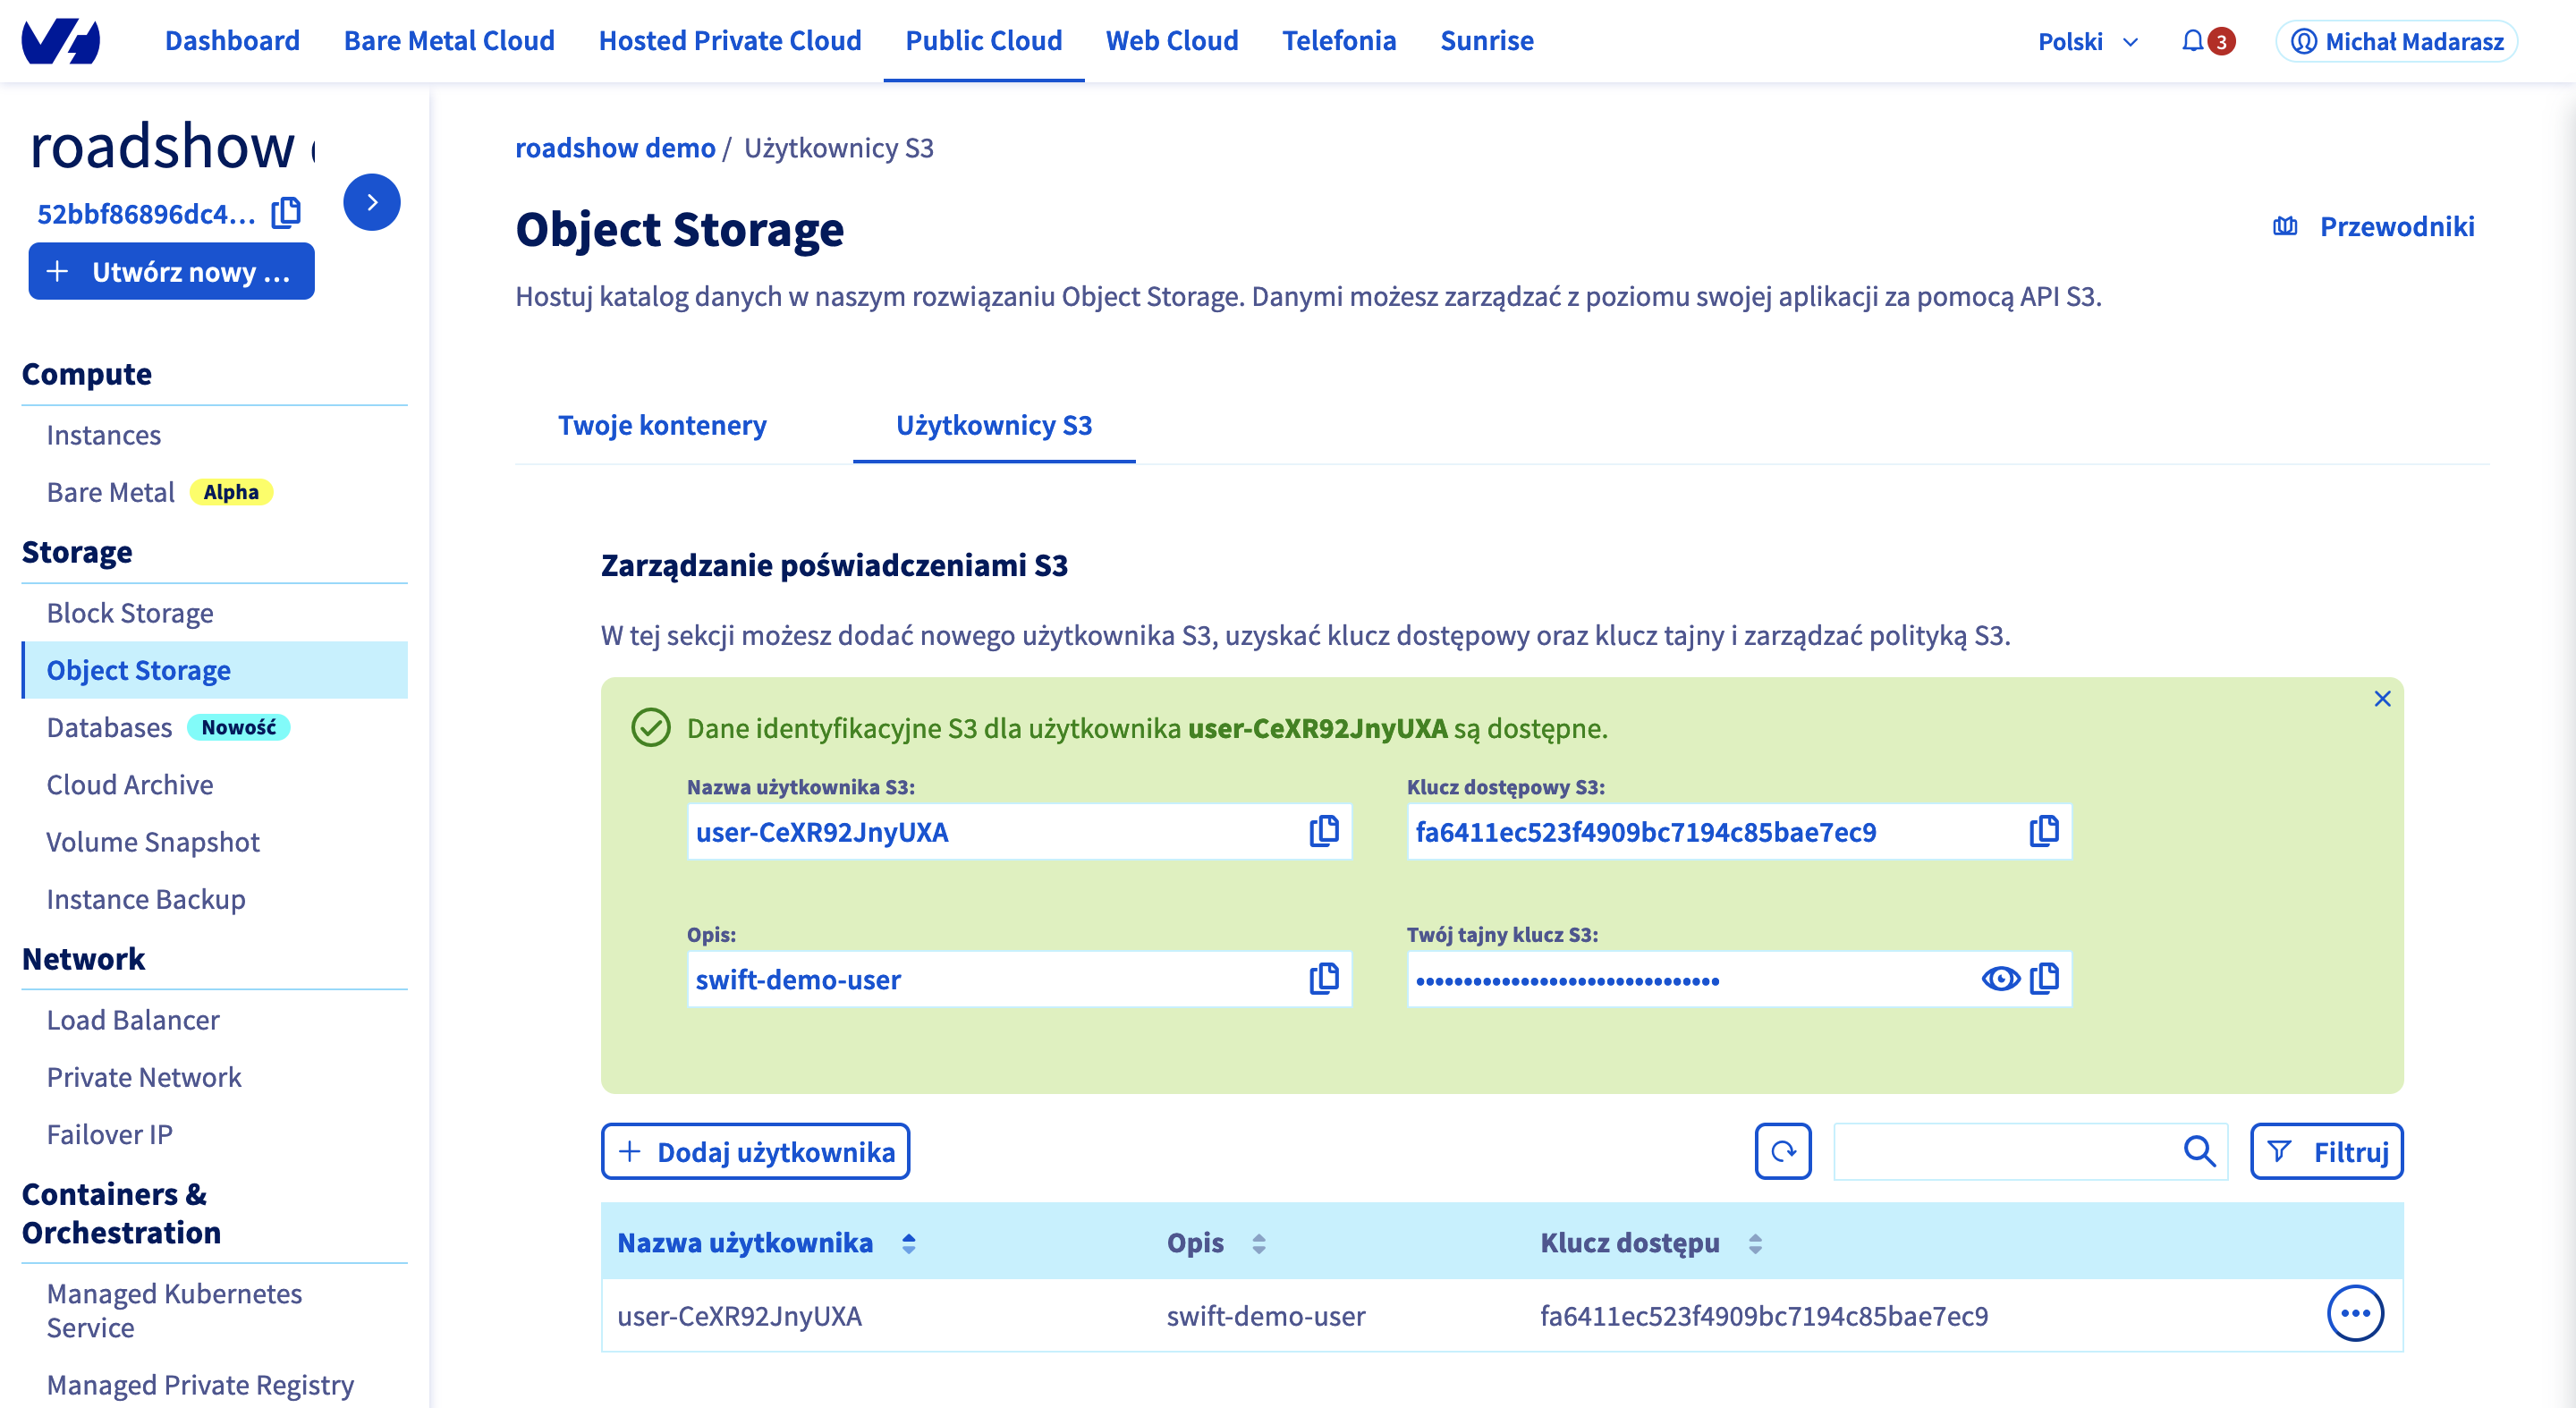 Dashboard Bare Metal Cloud Hosted Private Cloud Public Cloud Web Cloud Telefonia Sunrise Polski 3 Michał Madarasz
roadshow
52bbf86896dc4...
Utwórz nowy ...
Compute
Instances
Bare Metal Alpha
Storage
Block Storage
Object Storage
Databases Nowość
Cloud Archive
Volume Snapshot
Instance Backup
Network
Load Balancer
Private Network
Failover IP
Containers &
Orchestration
Managed Kubernetes
Service
Managed Private Registry
roadshow demo / Użytkownicy S3
Object Storage
Przewodniki
Hostuj katalog danych w naszym rozwiązaniu Object Storage. Danymi możesz zarządzać z poziomu swojej aplikacji za pomocą API S3.
Twoje kontenery Użytkownicy S3
Zarządzanie poświadczeniami S3
W tej sekcji możesz dodać nowego użytkownika S3, uzyskać klucz dostępowy oraz klucz tajny i zarządzać polityką S3.
Dane identyfikacyjne S3 dla użytkownika user-CeXR92JnyUXA są dostępne.
Nazwa użytkownika S3: Klucz dostępowy S3:
user-CeXR92JnyUXA fa6411ec523f4909bc7194c85bae7ec9
Opis: Twój tajny klucz S3:
swift-demo-user ••••••••••••••••••••••••••••••••
Dodaj użytkownika Filtruj
Nazwa użytkownika Opis Klucz dostępu
user-CeXR92JnyUXA swift-demo-user fa6411ec523f4909bc7194c85bae7ec9